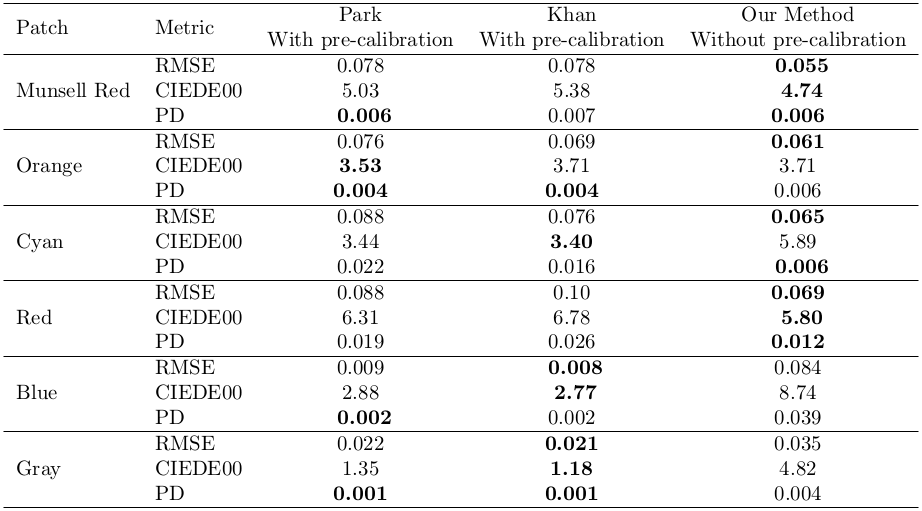 Patch Metric Park Khan Our Method
With pre-calibration With pre-calibration Without pre-calibration
RMSE 0.078 0.078 0.055
Munsell Red CIEDE00 5.03 5.38 4.74
PD 0.006 0.007 0.006
RMSE 0.076 0.069 0.061
Orange CIEDE00 3.53 3.71 3.71
PD 0.004 0.004 0.006
RMSE 0.088 0.076 0.065
Cyan CIEDE00 3.44 3.40 5.89
PD 0.022 0.016 0.006
RMSE 0.088 0.10 0.069
Red CIEDE00 6.31 6.78 5.80
PD 0.019 0.026 0.012
RMSE 0.009 0.008 0.084
Blue CIEDE00 2.88 2.77 8.74
PD 0.002 0.002 0.039
RMSE 0.022 0.021 0.035
Gray CIEDE00 1.35 1.18 4.82
PD 0.001 0.001 0.004